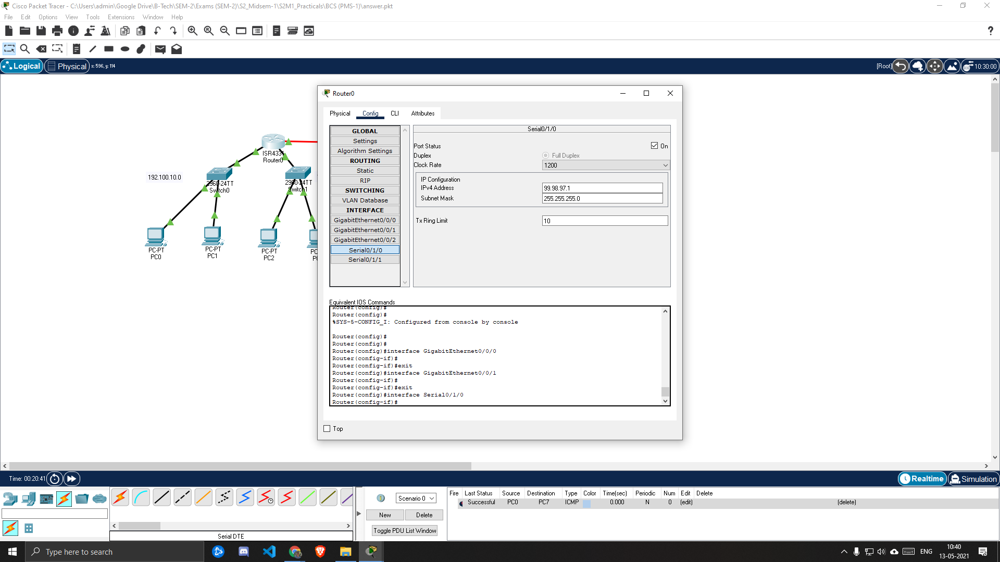 Cisco Packet Tracer - C:\Users\admin\Google Drive\B-Tech\SEM-2\Exams (SEM-2)\S2_Midsem-1\S2M1_Practicals\BCS (PMS-1)\answer.pkt
File Edit Options View Tools Extensions Window Help
Logical Physical x: 596, y: 114 [Root] 10:30:00
Router0
Physical Config CLI Attributes
GLOBAL
Settings
Algorithm Settings
ROUTING
Static
RIP
SWITCHING
VLAN Database
INTERFACE
GigabitEthernet0/0/0
GigabitEthernet0/0/1
GigabitEthernet0/0/2
Serial0/1/0
Serial0/1/1
Serial0/1/0
Port Status On
Duplex Full Duplex
Clock Rate 1200
IP Configuration
IPv4 Address 99.98.97.1
Subnet Mask 255.255.255.0
Tx Ring Limit 10
Equivalent IOS Commands
Router(config)#
Router(config)#
%SYS-5-CONFIG_I: Configured from console by console
Router(config)#
Router(config)#
Router(config)#interface GigabitEthernet0/0/0
Router(config-if)#
Router(config-if)#exit
Router(config)#interface GigabitEthernet0/0/1
Router(config-if)#
Router(config-if)#exit
Router(config)#interface Serial0/1/0
Router(config-if)#
Top
Router0
192.100.10.0
2960-24TT
Switch0
2960-24TT
Switch1
PC-PT
PC0
PC-PT
PC1
PC-PT
PC2
Time: 00:20:41 Realtime Simulation
Scenario 0
New Delete
Toggle PDU List Window
Serial DTE
Fire Last Status Source Destination Type Color Time(sec) Periodic Num Edit Delete
Successful PC0 PC7 ICMP 0.000 N 0 (edit) (delete)
Type here to search
ENG
10:40
13-05-2021